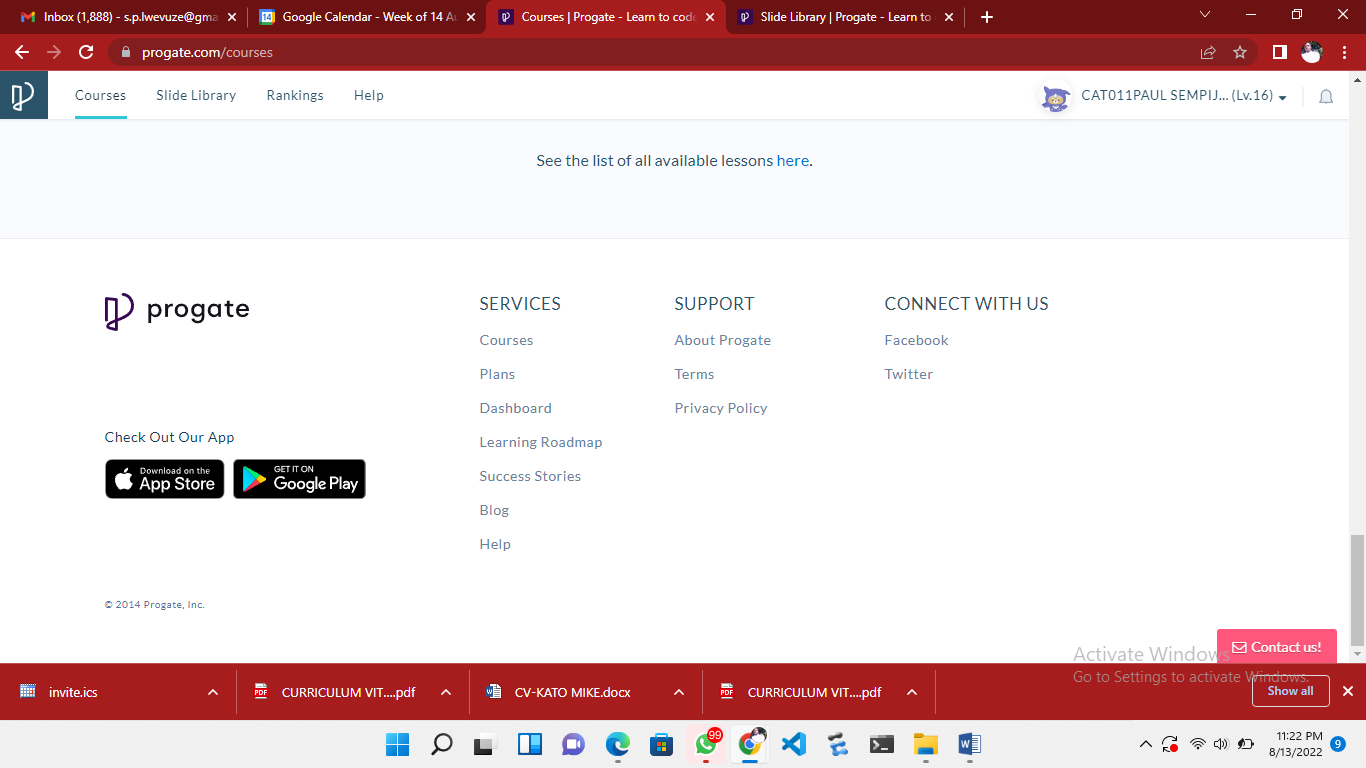 Inbox (1,888) - s.p.lwevuze@gma
Google Calendar - Week of 14 Au
Courses | Progate - Learn to code
Slide Library | Progate - Learn to
progate.com/courses
Courses
Slide Library
Rankings
Help
CAT011PAUL SEMPIJ... (Lv.16)
See the list of all available lessons here.
progate
Check Out Our App
Download on the
App Store
GET IT ON
Google Play
SERVICES
Courses
Plans
Dashboard
Learning Roadmap
Success Stories
Blog
Help
SUPPORT
About Progate
Terms
Privacy Policy
CONNECT WITH US
Facebook
Twitter
© 2014 Progate, Inc.
Contact us!
Activate Windows
Go to Settings to activate Windows.
invite.ics
PDF
CURRICULUM VIT....pdf
CV-KATO MIKE.docx
PDF
CURRICULUM VIT....pdf
Show all
99
11:22 PM
8/13/2022
9